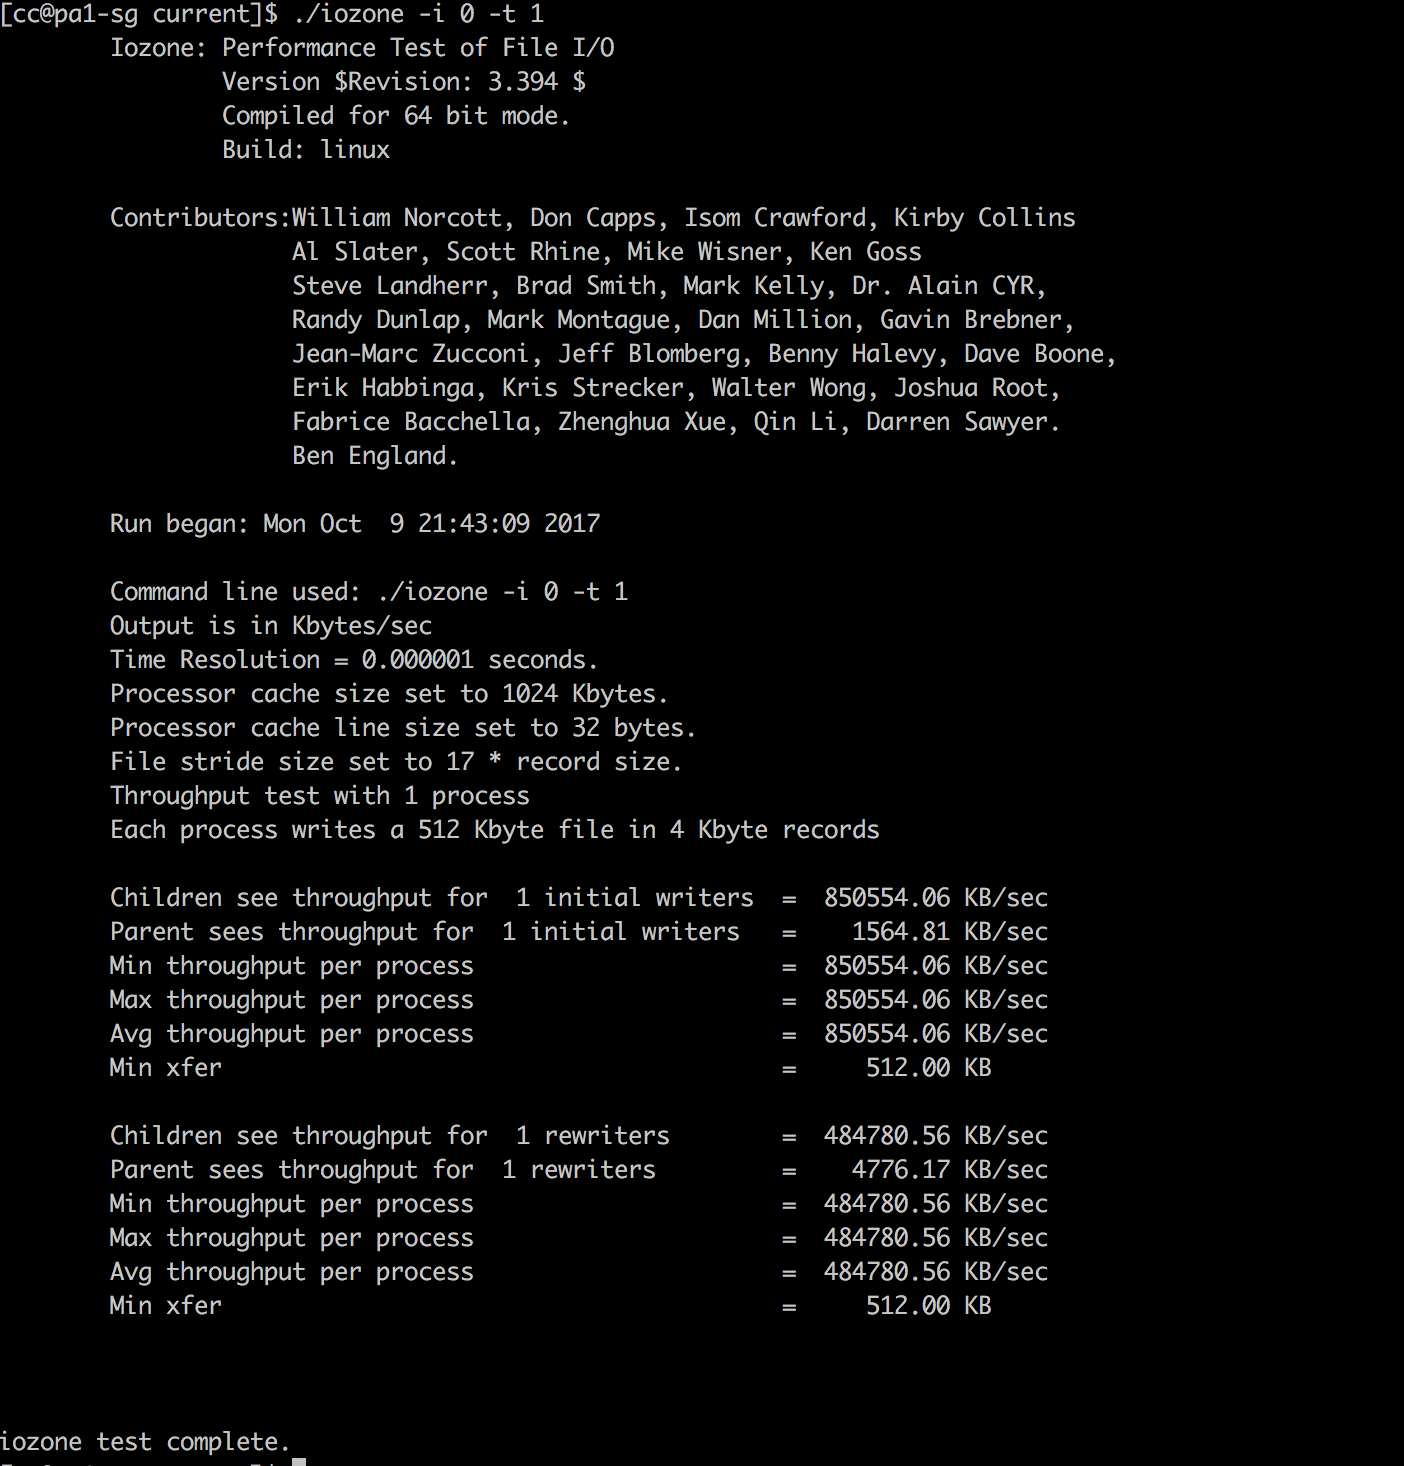 [cc@pa1-sg current]$ ./iozone -i 0 -t 1
Iozone: Performance Test of File I/O
Version $Revision: 3.394 $
Compiled for 64 bit mode.
Build: linux
Contributors:William Norcott, Don Capps, Isom Crawford, Kirby Collins
Al Slater, Scott Rhine, Mike Wisner, Ken Goss
Steve Landherr, Brad Smith, Mark Kelly, Dr. Alain CYR,
Randy Dunlap, Mark Montague, Dan Million, Gavin Brebner,
Jean-Marc Zucconi, Jeff Blomberg, Benny Halevy, Dave Boone,
Erik Habbinga, Kris Strecker, Walter Wong, Joshua Root,
Fabrice Bacchella, Zhenghua Xue, Qin Li, Darren Sawyer.
Ben England.
Run began: Mon Oct  9 21:43:09 2017
Command line used: ./iozone -i 0 -t 1
Output is in Kbytes/sec
Time Resolution = 0.000001 seconds.
Processor cache size set to 1024 Kbytes.
Processor cache line size set to 32 bytes.
File stride size set to 17 * record size.
Throughput test with 1 process
Each process writes a 512 Kbyte file in 4 Kbyte records
Children see throughput for  1 initial writers  =  850554.06 KB/sec
Parent sees throughput for  1 initial writers   =    1564.81 KB/sec
Min throughput per process                      =  850554.06 KB/sec
Max throughput per process                      =  850554.06 KB/sec
Avg throughput per process                      =  850554.06 KB/sec
Min xfer                                        =     512.00 KB
Children see throughput for  1 rewriters        =  484780.56 KB/sec
Parent sees throughput for  1 rewriters         =    4776.17 KB/sec
Min throughput per process                      =  484780.56 KB/sec
Max throughput per process                      =  484780.56 KB/sec
Avg throughput per process                      =  484780.56 KB/sec
Min xfer                                        =     512.00 KB
iozone test complete.